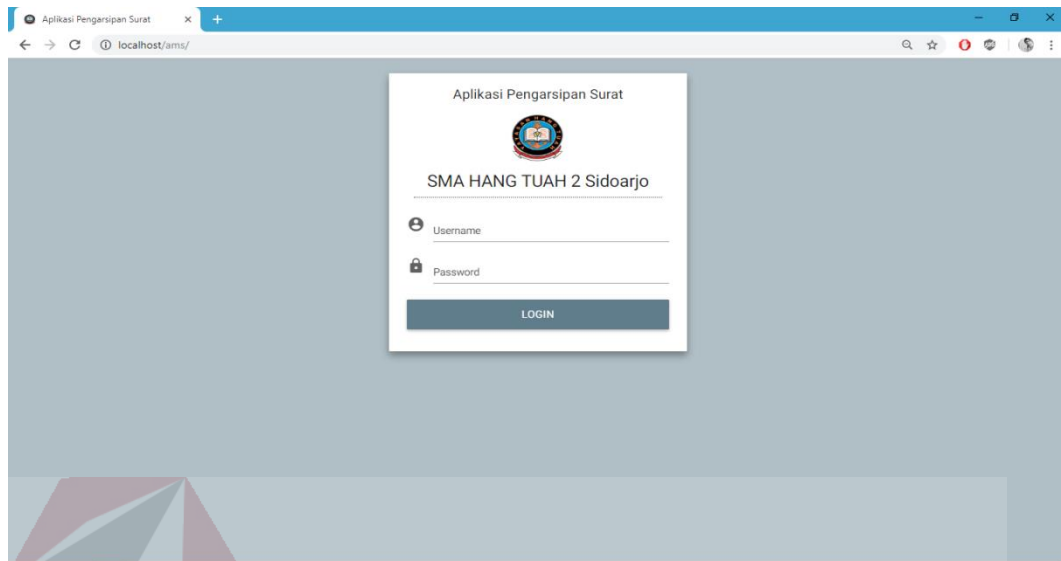 Aplikasi Pengarsipan Surat
localhost/ams/
Aplikasi Pengarsipan Surat
SMA HANG TUAH 2 Sidoarjo
Username
Password
LOGIN